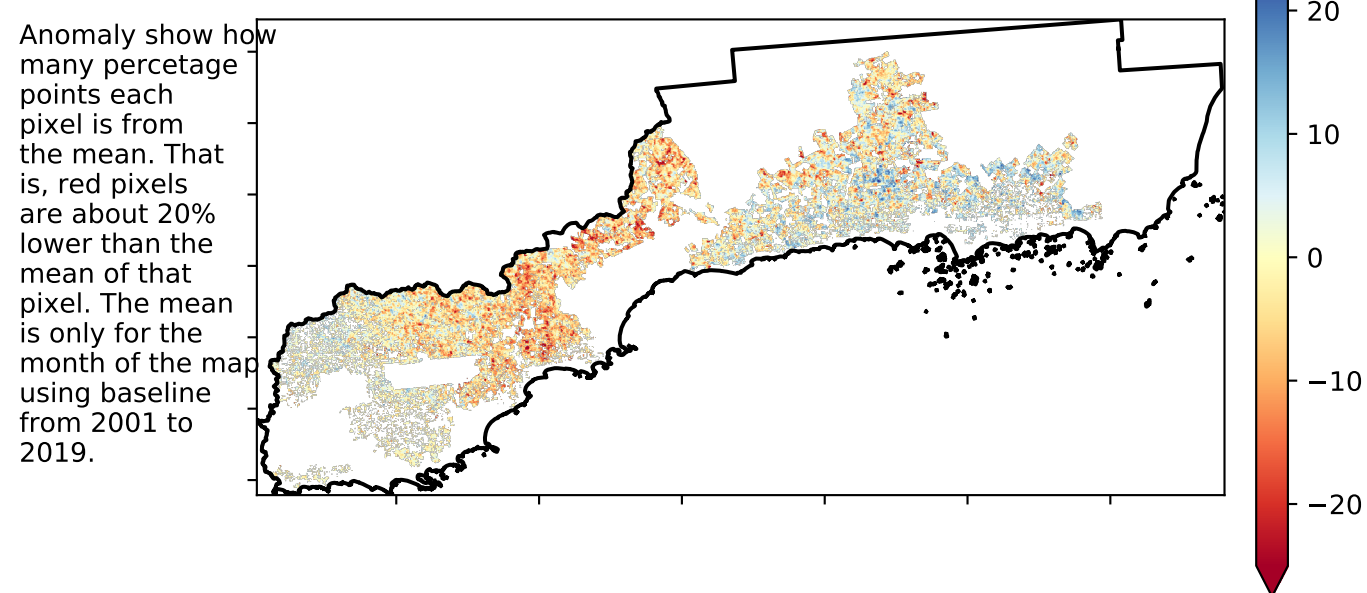 Anomaly show how
many percetage
points each
pixel is from
the mean. That
is, red pixels
are about 20%
lower than the
mean of that
pixel. The mean
is only for the
month of the map
using baseline
from 2001 to
2019.
20
10
0
−10
−20